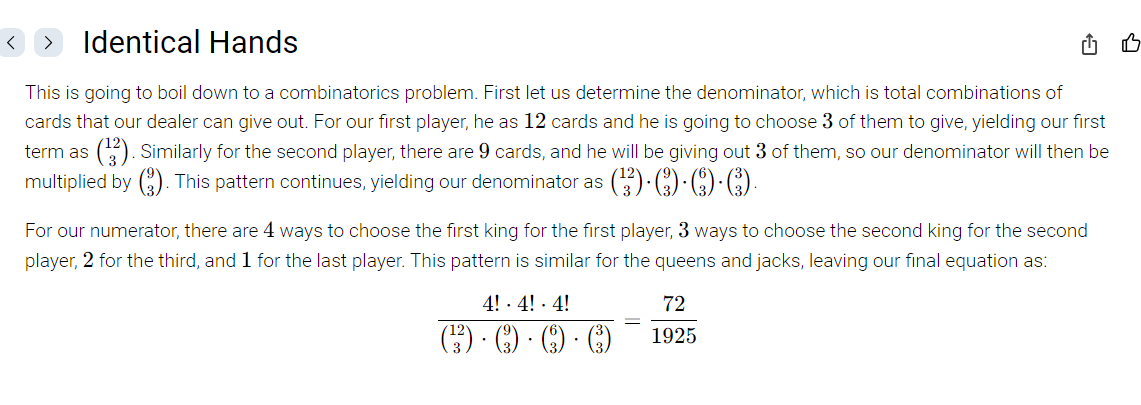 Identical Hands
This is going to boil down to a combinatorics problem. First let us determine the denominator, which is total combinations of
cards that our dealer can give out. For our first player, he as 12 cards and he is going to choose 3 of them to give, yielding our first
term as $\binom{12}{3}$. Similarly for the second player, there are 9 cards, and he will be giving out 3 of them, so our denominator will then be
multiplied by $\binom{9}{3}$. This pattern continues, yielding our denominator as $\binom{12}{3} \cdot \binom{9}{3} \cdot \binom{6}{3} \cdot \binom{3}{3}$.
For our numerator, there are 4 ways to choose the first king for the first player, 3 ways to choose the second king for the second
player, 2 for the third, and 1 for the last player. This pattern is similar for the queens and jacks, leaving our final equation as:
$\frac{4! \cdot 4! \cdot 4!}{\binom{12}{3} \cdot \binom{9}{3} \cdot \binom{6}{3} \cdot \binom{3}{3}} = \frac{72}{1925}$